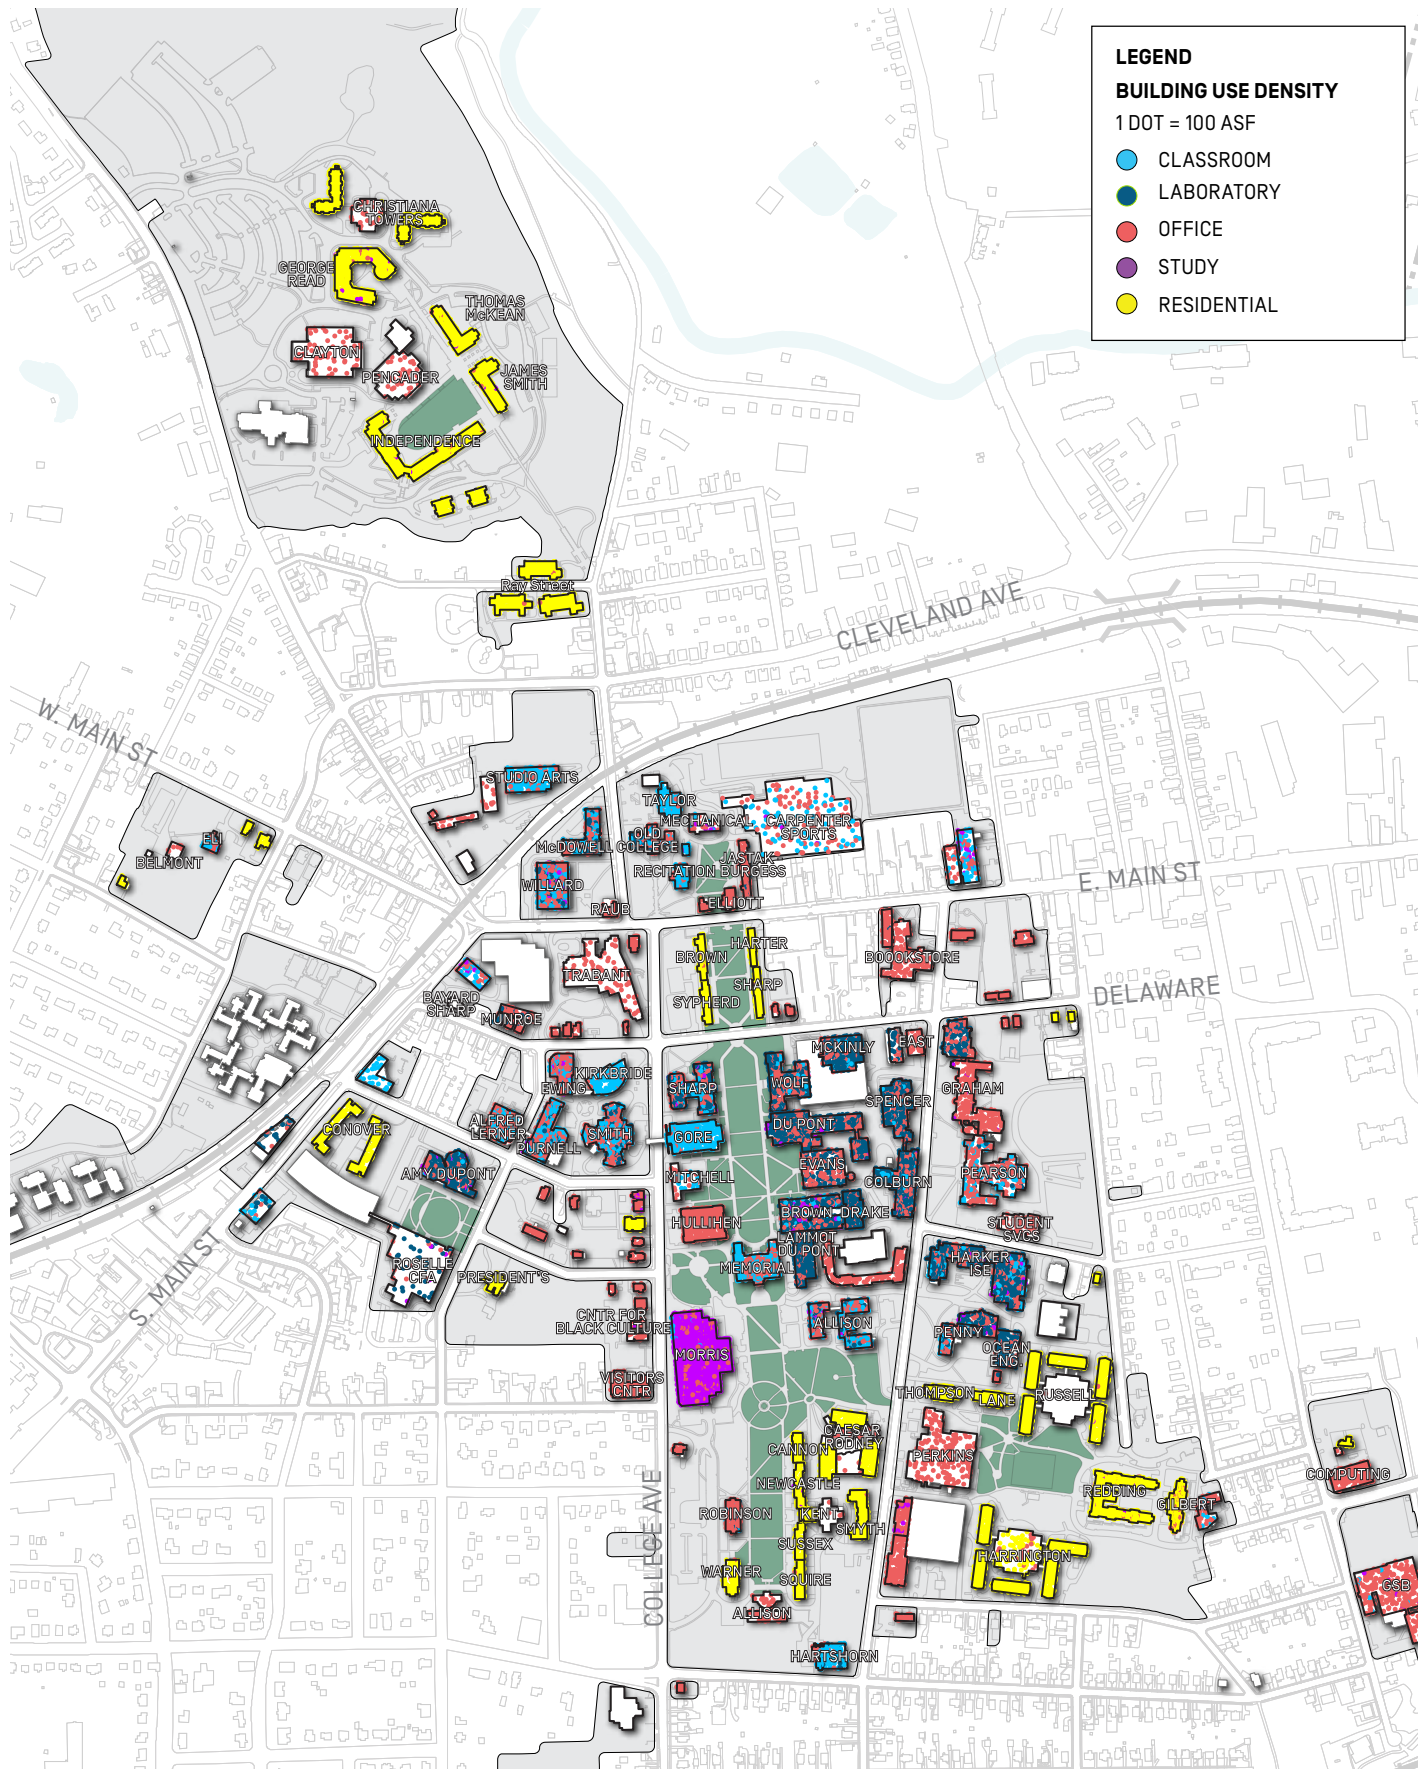 LEGEND
BUILDING USE DENSITY
1 DOT = 100 ASF
CLASSROOM
LABORATORY
OFFICE
STUDY
RESIDENTIAL
CHRISTIANA
TOWERS
GEORGE
READ
THOMAS
McKEAN
CLAYTON
PENCADER
JAMES
SMITH
INDEPENDENCE
Ray Street
CLEVELAND AVE
W. MAIN ST
STUDIO ARTS
TAYLOR
MECHANICAL
CARPENTER
SPORTS
OLD
COLLEGE
McDOWELL
JASTAK
BURGESS
RECITATION
ELI
BELMONT
WILLARD
RAUB
ELLIOTT
E. MAIN ST
BROWN
HARTER
BOOOKSTORE
TRABANT
SHARP
SYPHERD
BAYARD
SHARP
MUNROE
DELAWARE
MCKINLY
EAST
KIRKBRIDE
EWING
SHARP
WOLF
GRAHAM
SPENCER
ALFRED
LERNER
CONOVER
PURNELL
SMITH
GORE
DU PONT
EVANS
AMY DUPONT
MITCHELL
COLBURN
PEARSON
HULLIHEN
BROWN
DRAKE
STUDENT
SVGS
LAMMOT
DU PONT
HARKER
ISE
MEMORIAL
ROSELLE
CFA
PRESIDENT'S
S. MAIN ST
CNTR FOR
BLACK CULTURE
ALLISON
PENNY
OCEAN
ENG.
MORRIS
VISITORS
CNTR
THOMPSON
LANE
RUSSELL
CAESAR
RODNEY
CANNON
PERKINS
COMPUTING
NEWCASTLE
REDDING
GILBERT
ROBINSON
KENT
SMYTH
SUSSEX
HARRINGTON
WARNER
SQUIRE
GSB
COLLEGE AVE
ALLISON
HARTSHORN